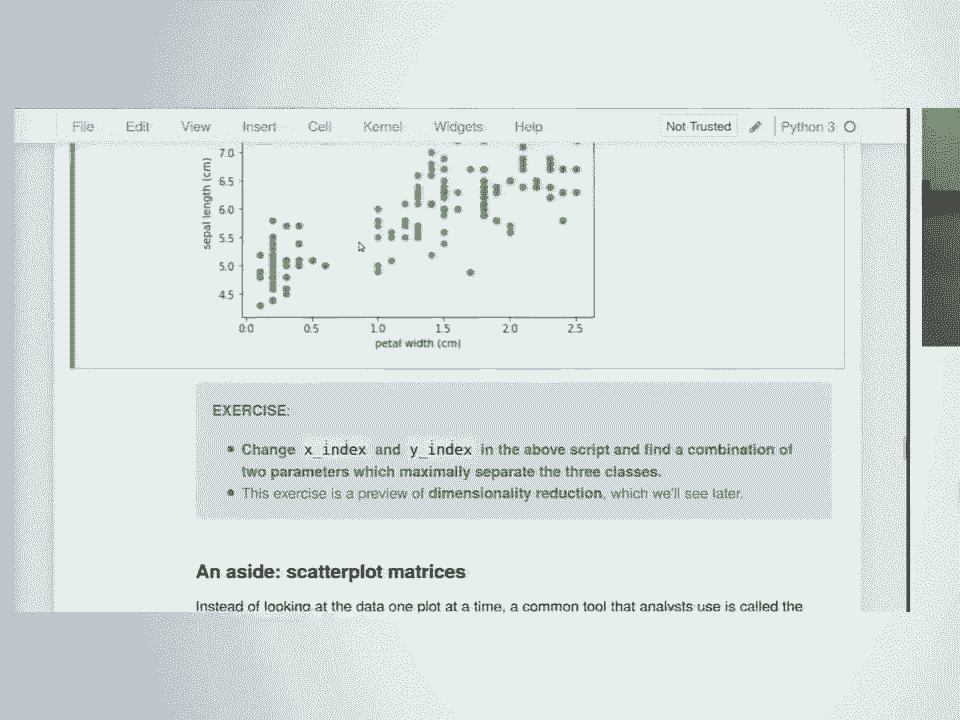 File Edit View Insert Cell Kernel Widgets Help Not Trusted Python 3
7.0
6.5
6.0
5.5
5.0
4.5
sepal length (cm)
0.0 0.5 1.0 1.5 2.0 2.5
petal width (cm)
EXERCISE:
Change x_index and y_index in the above script and find a combination of
two parameters which maximally separate the three classes.
This exercise is a preview of dimensionality reduction, which we'll see later.
An aside: scatterplot matrices
Instead of looking at the data one plot at a time, a common tool that analysts use is called the